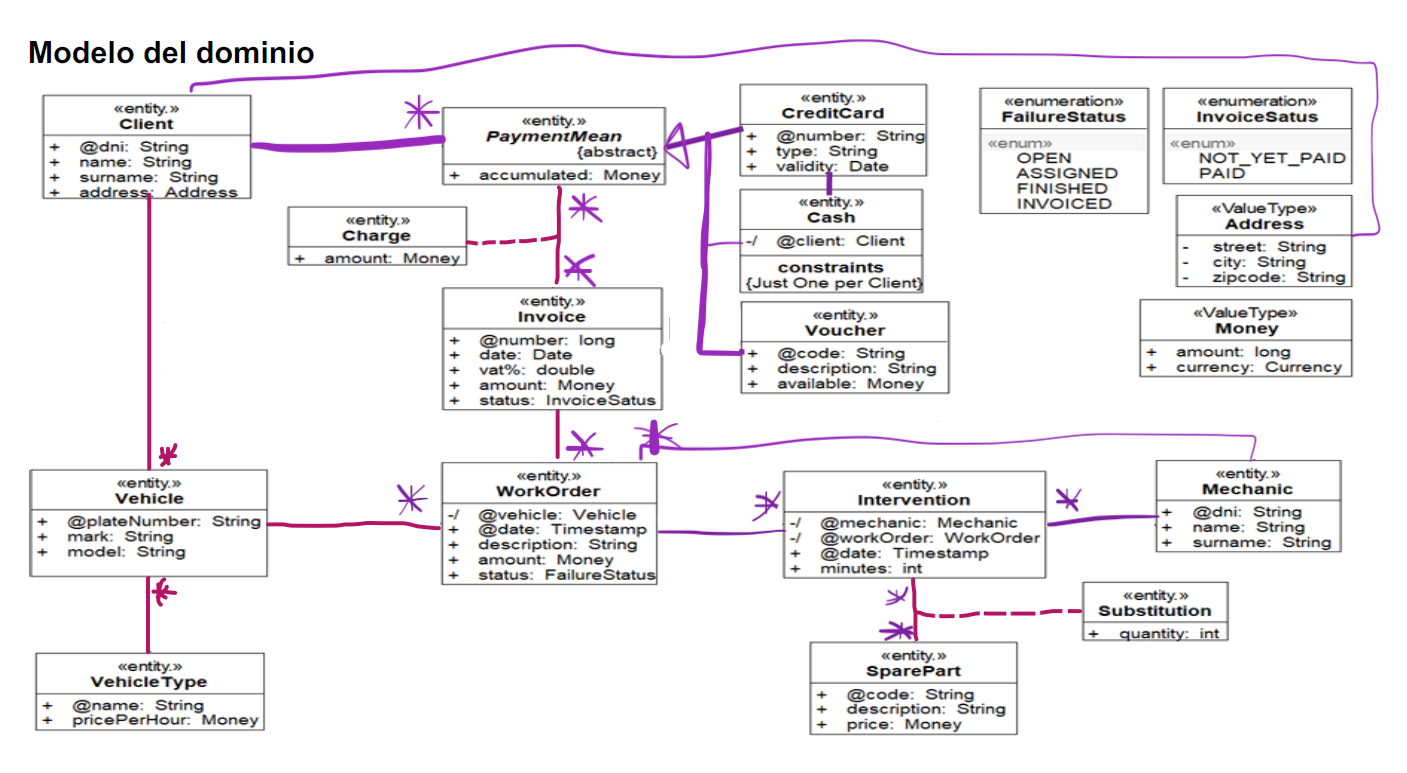 Modelo del dominio
«entity.»
Client
+ @dni: String
+ name: String
+ surname: String
+ address: Address
«entity.»
PaymentMean
{abstract}
+ accumulated: Money
«entity.»
CreditCard
+ @number: String
+ type: String
+ validity: Date
«enumeration»
FailureStatus
«enum»
OPEN
ASSIGNED
FINISHED
INVOICED
«enumeration»
InvoiceSatus
«enum»
NOT_YET_PAID
PAID
«entity.»
Charge
+ amount: Money
«entity.»
Cash
-/ @client: Client
constraints
{Just One per Client}
«ValueType»
Address
- street: String
- city: String
- zipcode: String
«entity.»
Invoice
+ @number: long
+ date: Date
+ vat%: double
+ amount: Money
+ status: InvoiceSatus
«entity.»
Voucher
+ @code: String
+ description: String
+ available: Money
«ValueType»
Money
+ amount: long
+ currency: Currency
«entity.»
Vehicle
+ @plateNumber: String
+ mark: String
+ model: String
«entity.»
WorkOrder
-/ @vehicle: Vehicle
+ @date: Timestamp
+ description: String
+ amount: Money
+ status: FailureStatus
«entity.»
Intervention
-/ @mechanic: Mechanic
-/ @workOrder: WorkOrder
+ @date: Timestamp
+ minutes: int
«entity.»
Mechanic
+ @dni: String
+ name: String
+ surname: String
«entity.»
Substitution
+ quantity: int
«entity.»
VehicleType
+ @name: String
+ pricePerHour: Money
«entity.»
SparePart
+ @code: String
+ description: String
+ price: Money